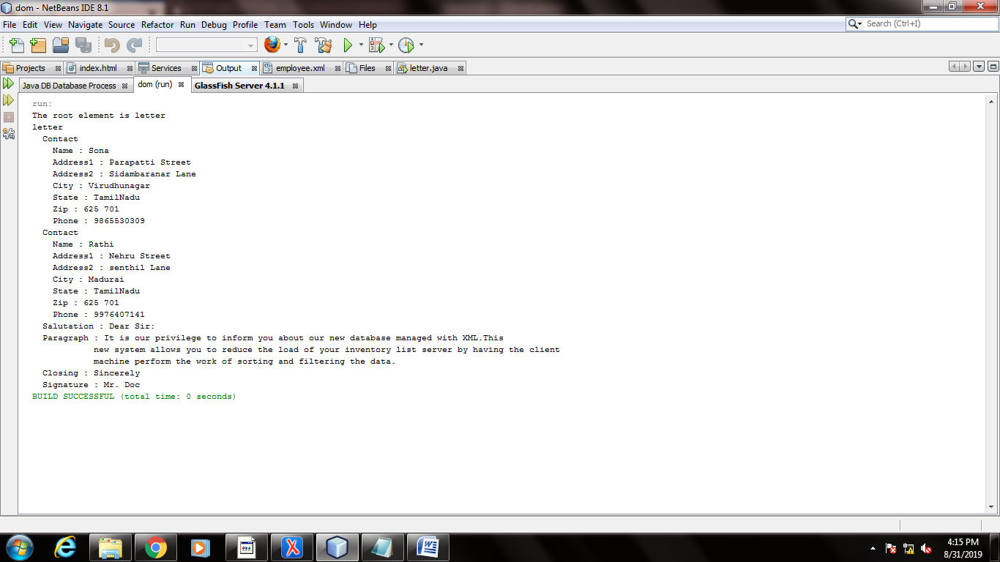 dom - NetBeans IDE 8.1
File Edit View Navigate Source Refactor Run Debug Profile Team Tools Window Help
Search (Ctrl+I)
Projects index.html Services Output employee.xml Files letter.java
Java DB Database Process dom (run) GlassFish Server 4.1.1
run:
The root element is letter
letter
Contact
Name : Sona
Address1 : Parapatti Street
Address2 : Sidambaranar Lane
City : Virudhunagar
State : TamilNadu
Zip : 625 701
Phone : 9865530309
Contact
Name : Rathi
Address1 : Nehru Street
Address2 : senthil Lane
City : Madurai
State : TamilNadu
Zip : 625 701
Phone : 9976407141
Salutation : Dear Sir:
Paragraph : It is our privilege to inform you about our new database managed with XML.This
new system allows you to reduce the load of your inventory list server by having the client
machine perform the work of sorting and filtering the data.
Closing : Sincerely
Signature : Mr. Doc
BUILD SUCCESSFUL (total time: 0 seconds)
4:15 PM
8/31/2019